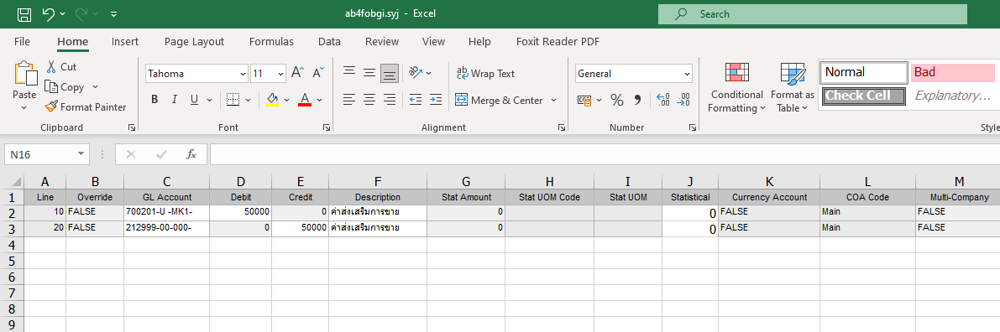 ab4fobgi.syj - Excel
Search
File Home Insert Page Layout Formulas Data Review View Help Foxit Reader PDF
Paste
Cut
Copy
Format Painter
Clipboard
Tahoma 11 A A
B I U A
Font
ab Wrap Text
Merge & Center
Alignment
General
% , .00 .00
Number
Conditional Formatting
Format as Table
Normal Bad
Check Cell Explanatory...
Style
N16 fx
A B C D E F G H I J K L M
1 Line Override GL Account Debit Credit Description Stat Amount Stat UOM Code Stat UOM Statistical Currency Account COA Code Multi-Company
2 10 FALSE 700201-U -MK1- 50000 0 ค่าส่งเสริมการขาย 0 0 FALSE Main FALSE
3 20 FALSE 212999-00-000- 0 50000 ค่าส่งเสริมการขาย 0 0 FALSE Main FALSE
4
5
6
7
8
9